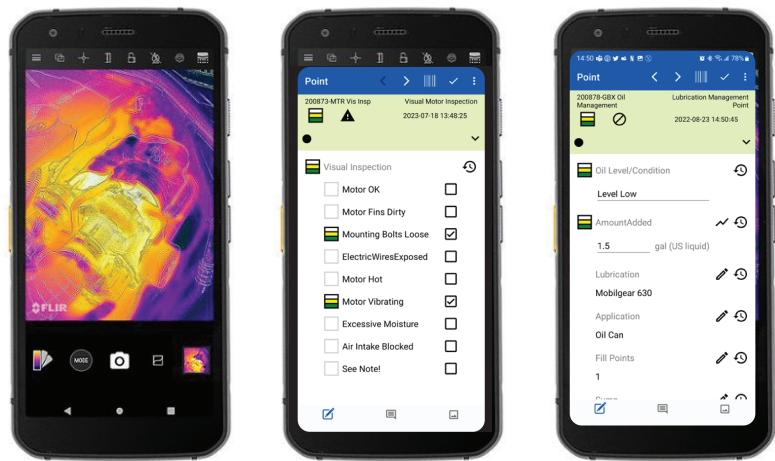 FLIR
MODE
Point
200873-MTR Vis Insp
Visual Motor Inspection
2023-07-18 13:48:25
Visual Inspection
Motor OK
Motor Fins Dirty
Mounting Bolts Loose
ElectricWiresExposed
Motor Hot
Motor Vibrating
Excessive Moisture
Air Intake Blocked
See Note!
14:50
78%
Point
200878-GBX Oil
Management
Lubrication Management
Point
2022-08-23 14:50:45
Oil Level/Condition
Level Low
AmountAdded
1.5 gal (US liquid)
Lubrication
Mobilgear 630
Application
Oil Can
Fill Points
1